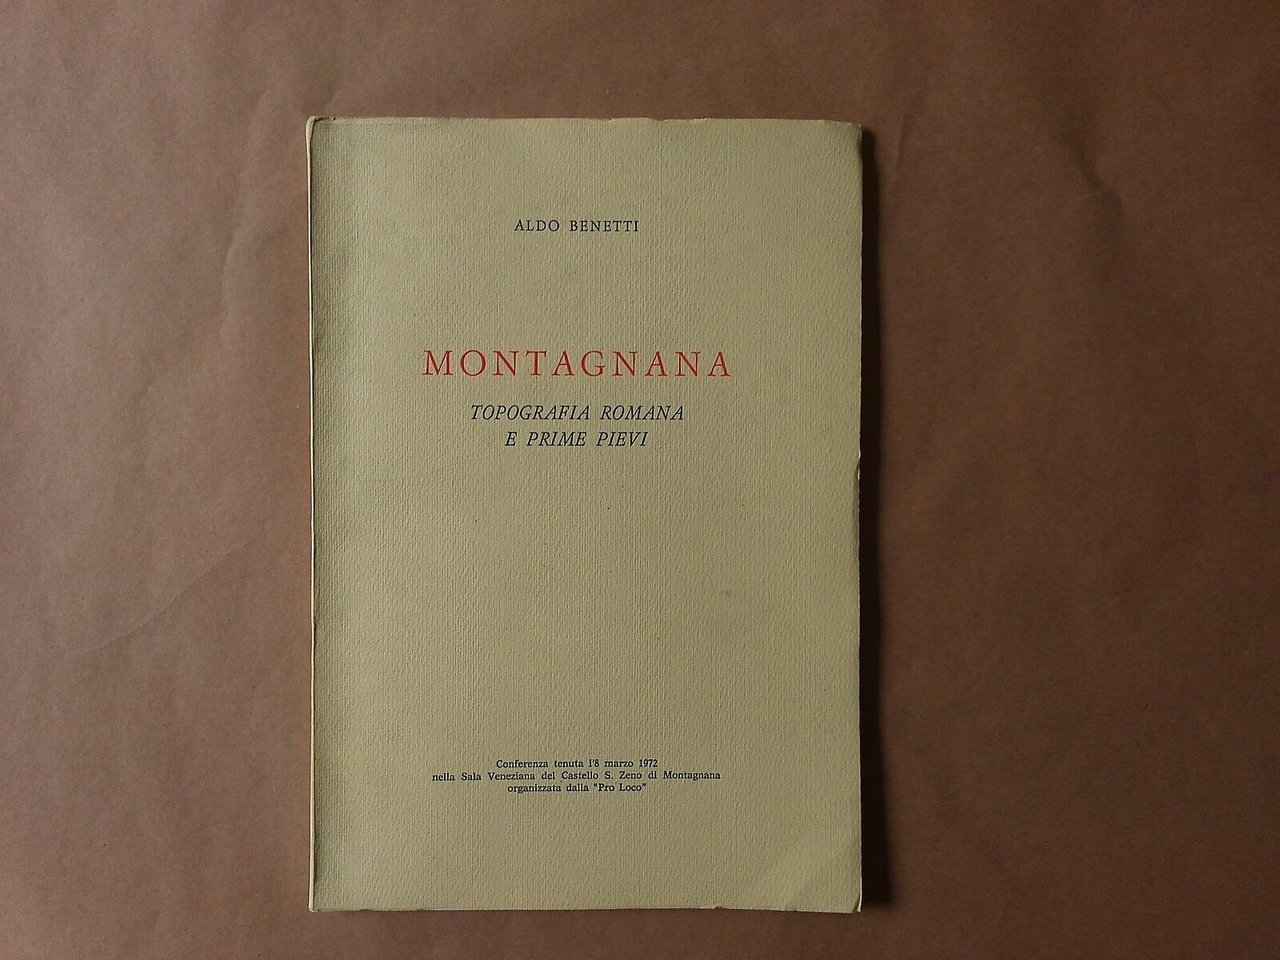 ALDO BENETTI
MONTAGNANA
TOPOGRAFIA ROMANA
E PRIME PIEVI
Conferenza tenuta l'8 marzo 1972
nella Sala Veneziana del Castello S. Zeno di Montagnana
organizzata dalla "Pro Loco"